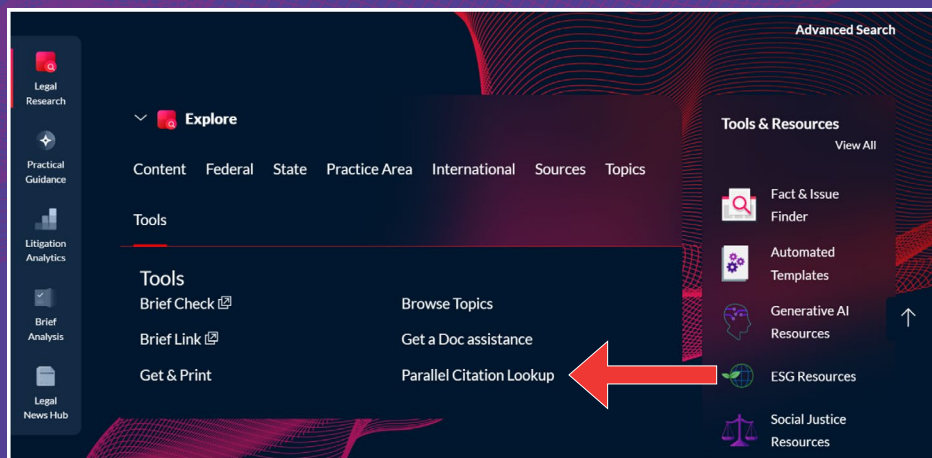 Advanced Search
Legal
Research
Practical
Guidance
Litigation
Analytics
Brief
Analysis
Legal
News Hub
Explore
Content Federal State Practice Area International Sources Topics
Tools
Tools
Brief Check Browse Topics
Brief Link Get a Doc assistance
Get & Print Parallel Citation Lookup
Tools & Resources
View All
Fact & Issue
Finder
Automated
Templates
Generative AI
Resources
ESG Resources
Social Justice
Resources